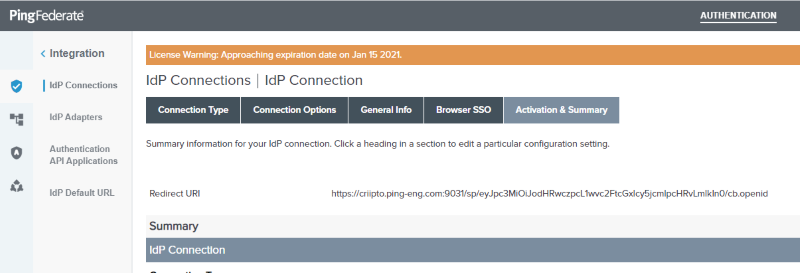 PingFederate
AUTHENTICATION
Integration
IdP Connections
IdP Adapters
Authentication
API Applications
IdP Default URL
License Warning: Approaching expiration date on Jan 15 2021.
IdP Connections | IdP Connection
Connection Type Connection Options General Info Browser SSO Activation & Summary
Summary information for your IdP connection. Click a heading in a section to edit a particular configuration setting.
Redirect URI https://criipto.ping-eng.com:9031/sp/eyJpc3MiOiJodHRwczpcL1wvc2FtcGxlcy5jcmlpcHRvLmlkIn0/cb.openid
Summary
IdP Connection